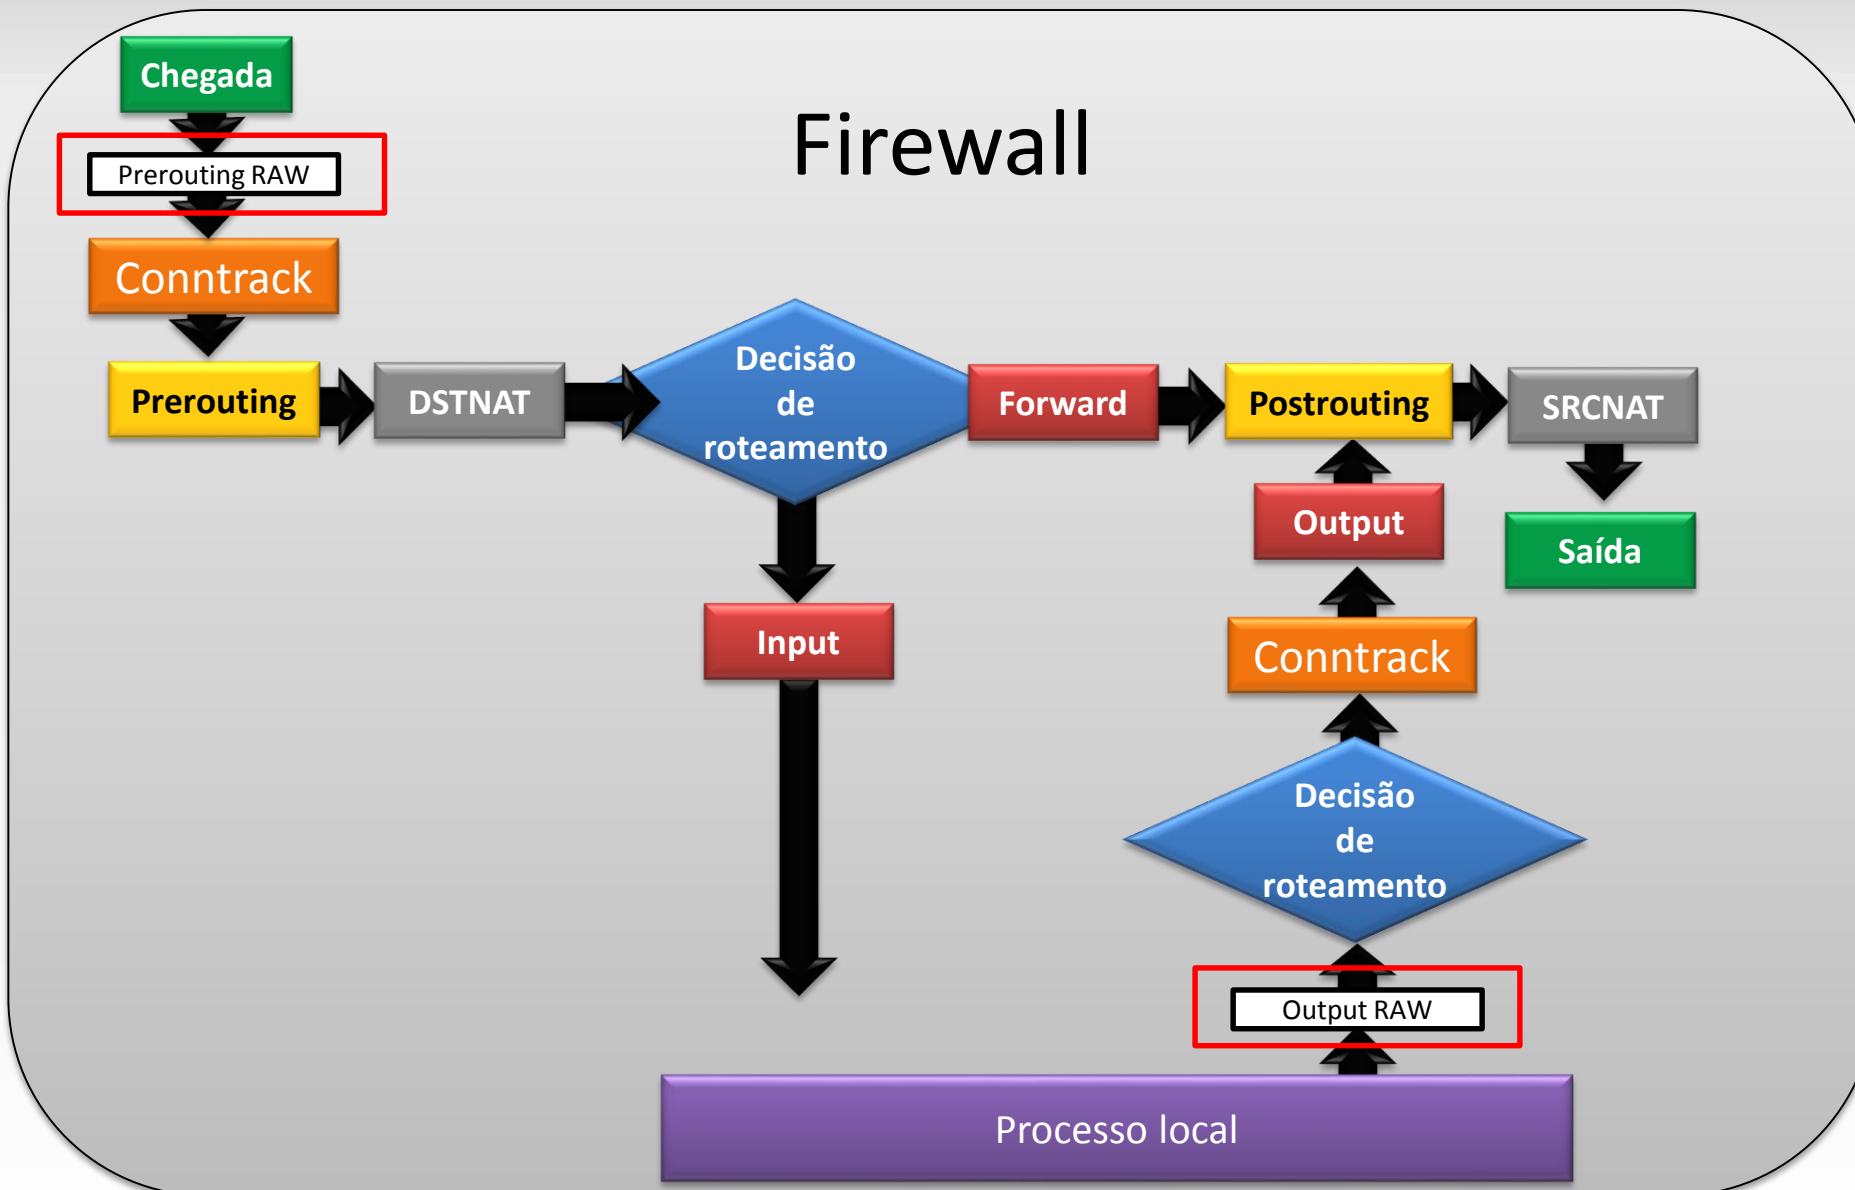 Chegada
Firewall
Prerouting RAW
Conntrack
Prerouting
DSTNAT
Decisão
de
roteamento
Forward
Postrouting
SRCNAT
Output
Saída
Input
Conntrack
Decisão
de
roteamento
Output RAW
Processo local